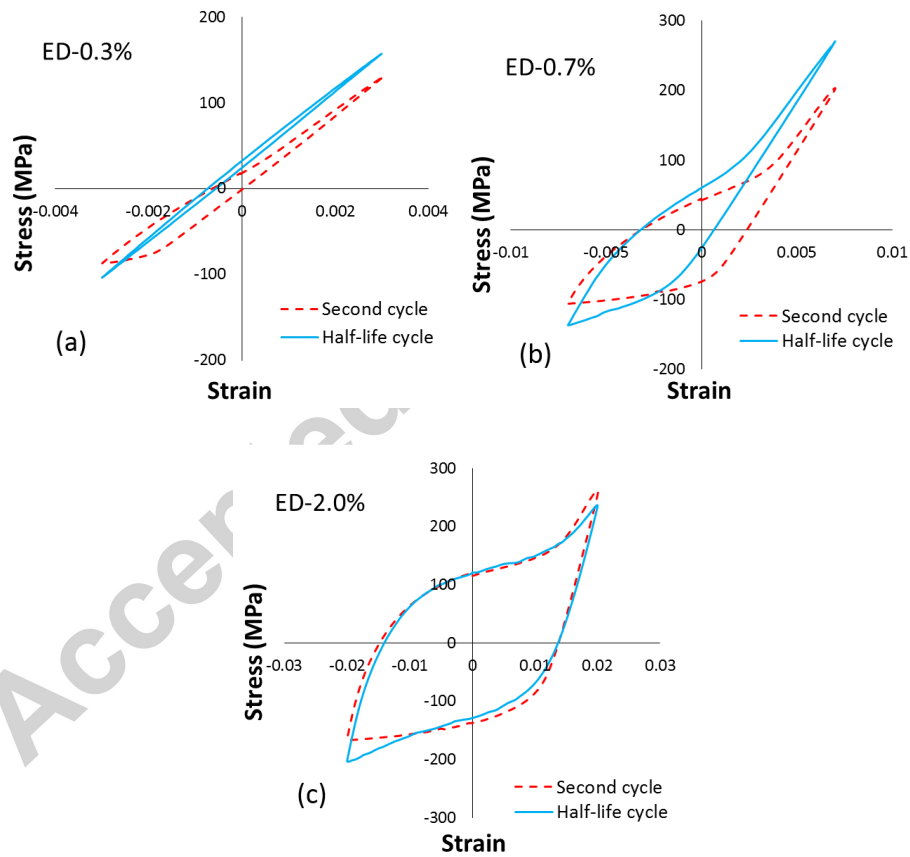 ED-0.3%
200
100
0
-100
-200
-0.004
-0.002
0
0.002
0.004
Stress (MPa)
Strain
Second cycle
Half-life cycle
(a)
ED-0.7%
300
200
100
0
-100
-200
-0.01
-0.005
0
0.005
0.01
Stress (MPa)
Strain
Second cycle
Half-life cycle
(b)
ED-2.0%
300
200
100
0
-100
-200
-300
-0.03
-0.02
-0.01
0
0.01
0.02
0.03
Stress (MPa)
Strain
Second cycle
Half-life cycle
(c)